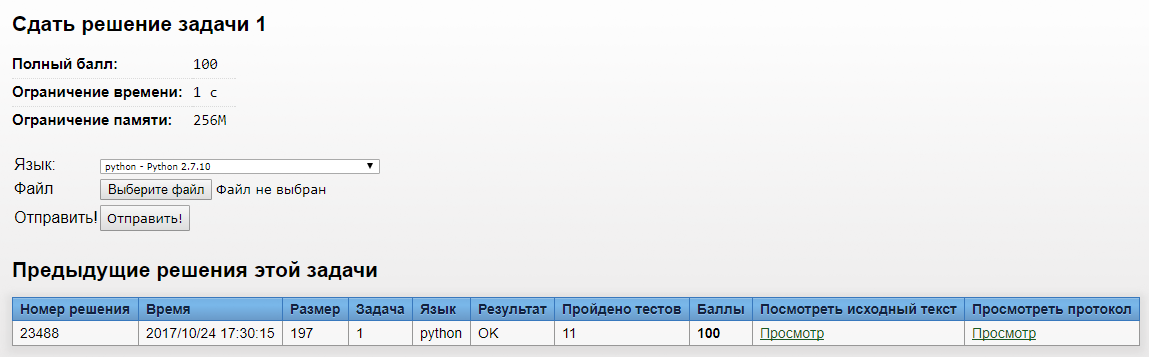 Сдать решение задачи 1
Полный балл: 100
Ограничение времени: 1 с
Ограничение памяти: 256M
Язык: python - Python 2.7.10
Файл Выберите файл Файл не выбран
Отправить! Отправить!
Предыдущие решения этой задачи
Номер решения Время Размер Задача Язык Результат Пройдено тестов Баллы Посмотреть исходный текст Просмотреть протокол
23488 2017/10/24 17:30:15 197 1 python OK 11 100 Просмотр Просмотр